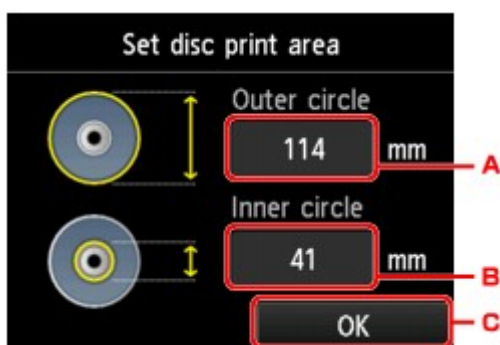 Set disc print area
Outer circle
114 mm
A
Inner circle
41 mm
B
OK
C